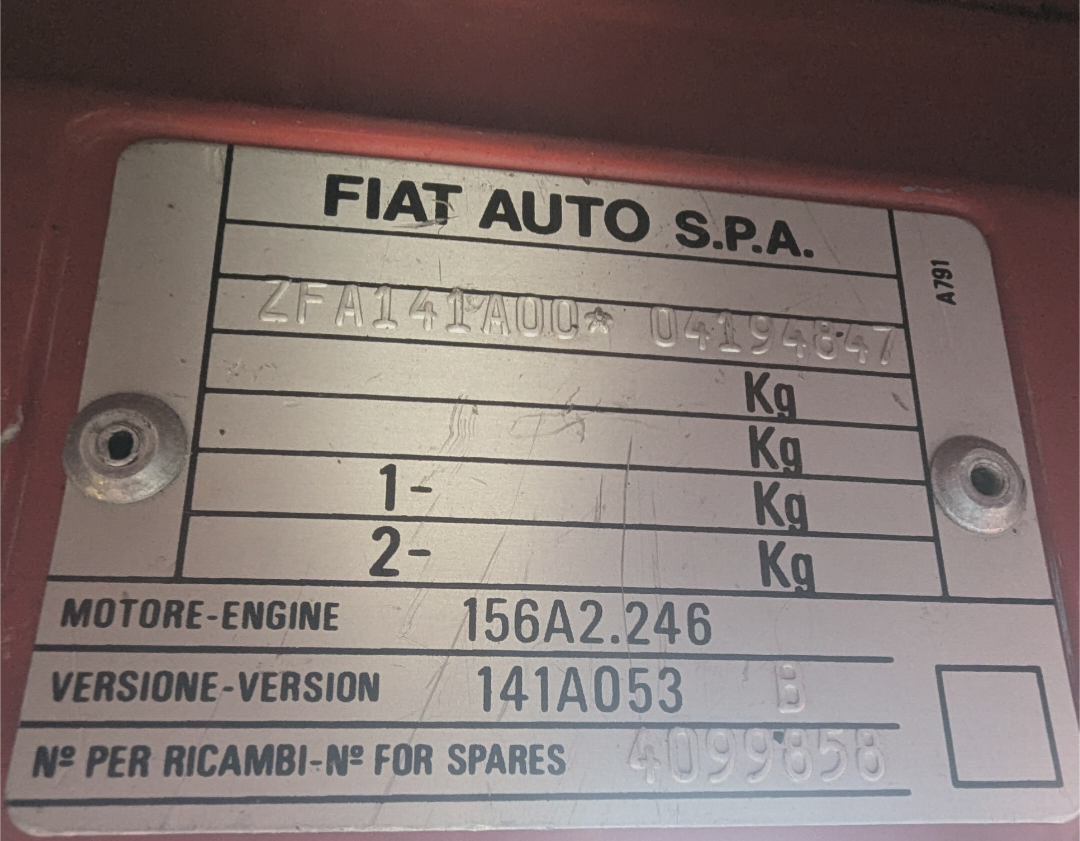 FIAT AUTO S.P.A.
A791
ZFA141A00* 04194847
Kg
Kg
1- Kg
2- Kg
MOTORE-ENGINE 156A2.246
VERSIONE-VERSION 141A053 B
Nº PER RICAMBI-Nº FOR SPARES 4099858